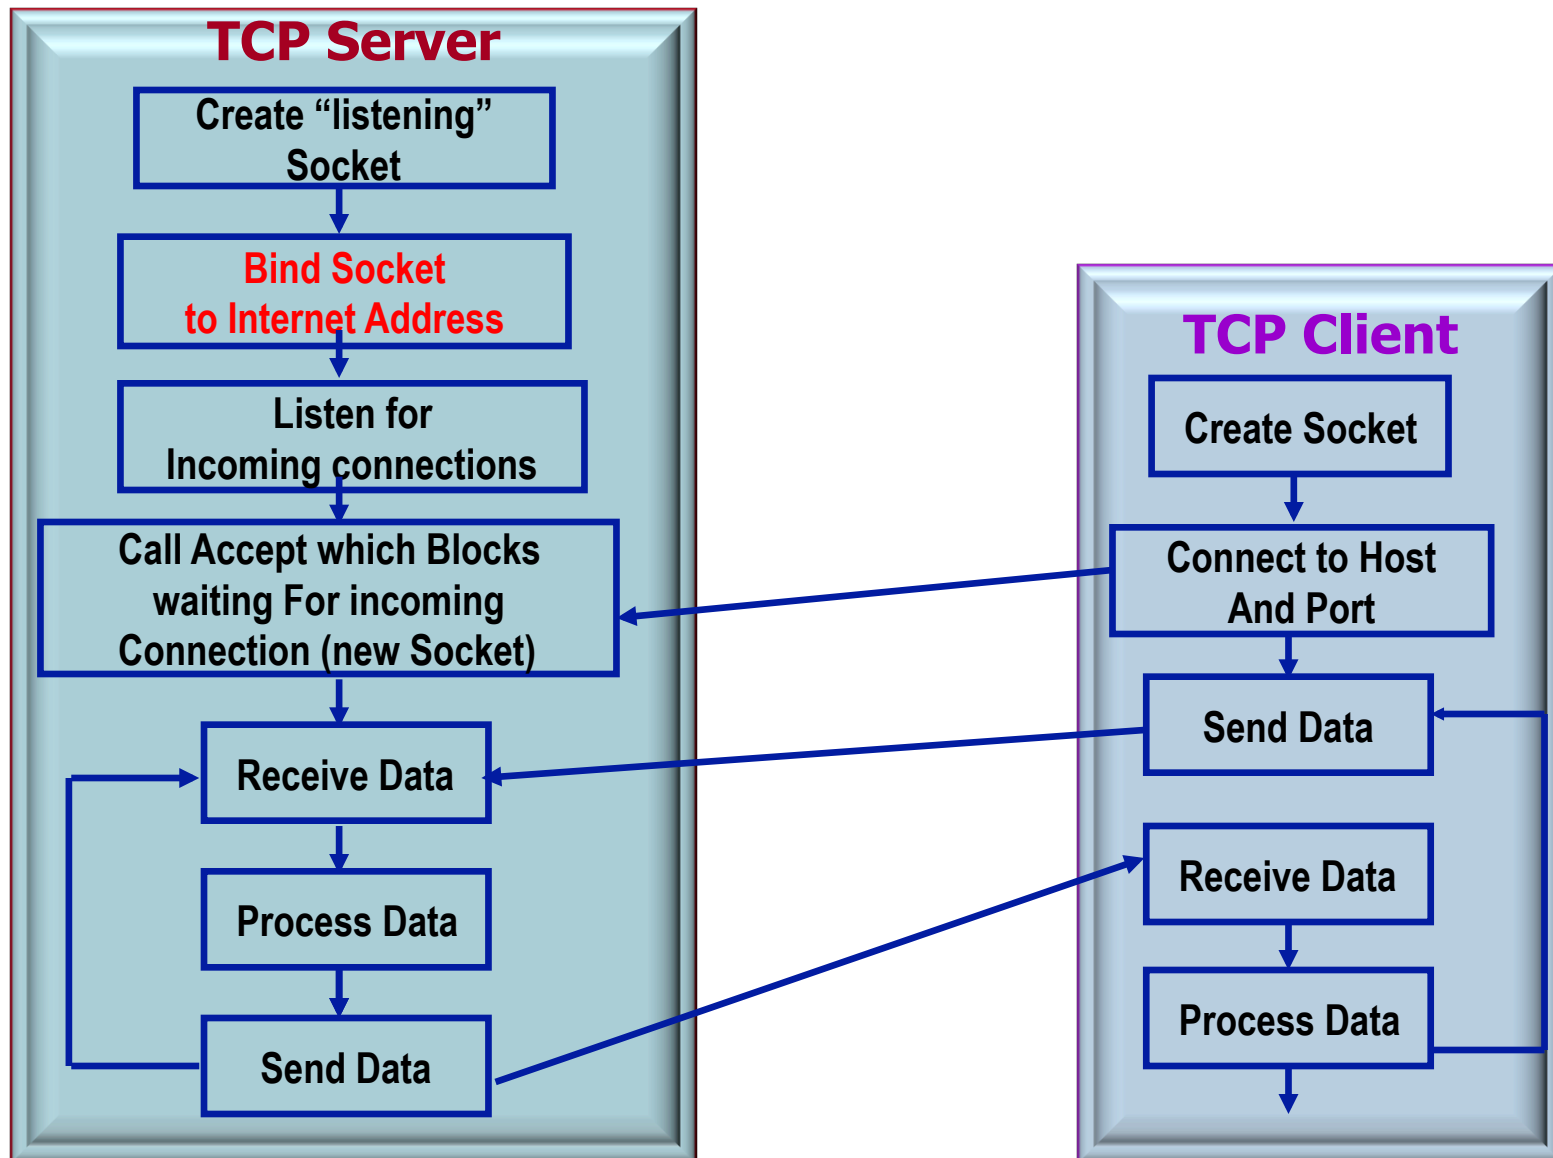 TCP Server
Create “listening”
Socket
Bind Socket
to Internet Address
Listen for
Incoming connections
Call Accept which Blocks
waiting For incoming
Connection (new Socket)
Receive Data
Process Data
Send Data
TCP Client
Create Socket
Connect to Host
And Port
Send Data
Receive Data
Process Data